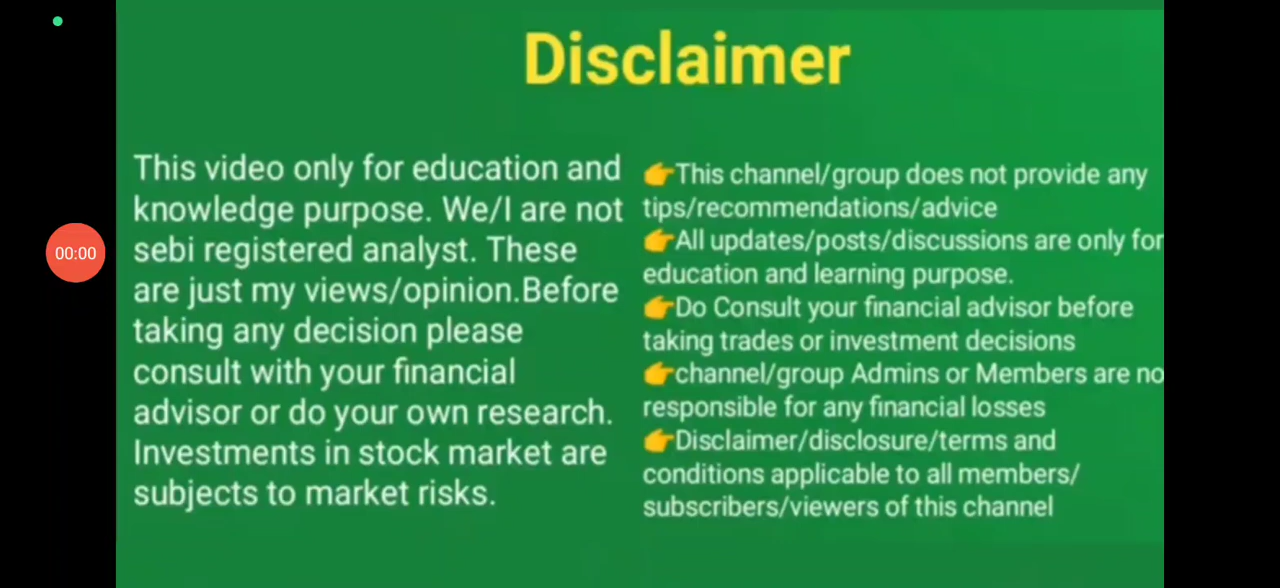 Disclaimer
This video only for education and
knowledge purpose. We/I are not
sebi registered analyst. These
are just my views/opinion.Before
taking any decision please
consult with your financial
advisor or do your own research.
Investments in stock market are
subjects to market risks.
👉This channel/group does not provide any
tips/recommendations/advice
👉All updates/posts/discussions are only for
education and learning purpose.
👉Do Consult your financial advisor before
taking trades or investment decisions
👉channel/group Admins or Members are no
responsible for any financial losses
👉Disclaimer/disclosure/terms and
conditions applicable to all members/
subscribers/viewers of this channel
00:00